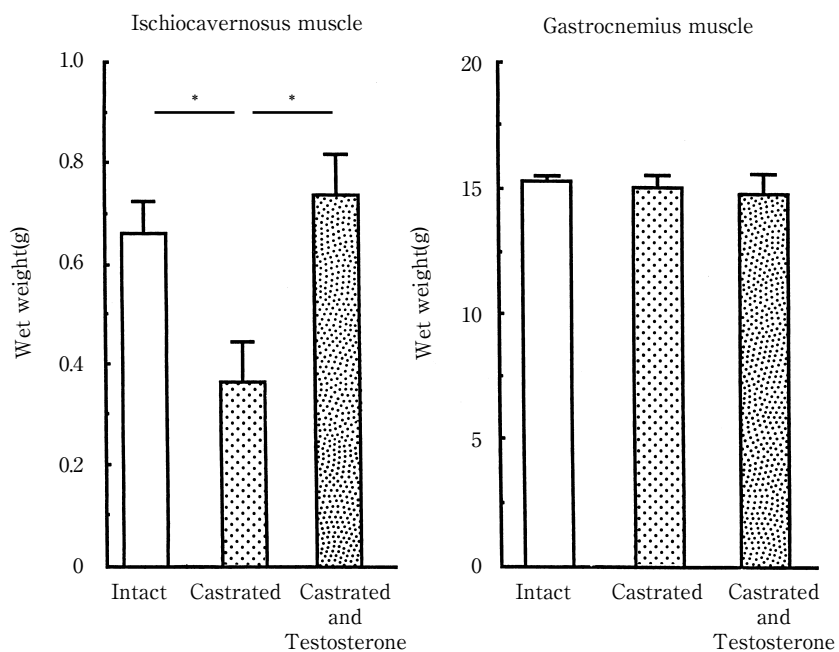 Ischiocavernosus muscle
Wet weight(g)
1.0
0.8
0.6
0.4
0.2
0
* *
Intact Castrated Castrated
and
Testosterone
Gastrocnemius muscle
Wet weight(g)
20
15
10
5
0
Intact Castrated Castrated
and
Testosterone